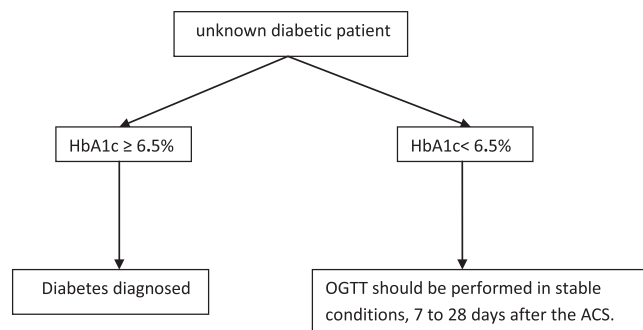 unknown diabetic patient
HbA1c ≥ 6.5%
HbA1c< 6.5%
Diabetes diagnosed
OGTT should be performed in stable
conditions, 7 to 28 days after the ACS.